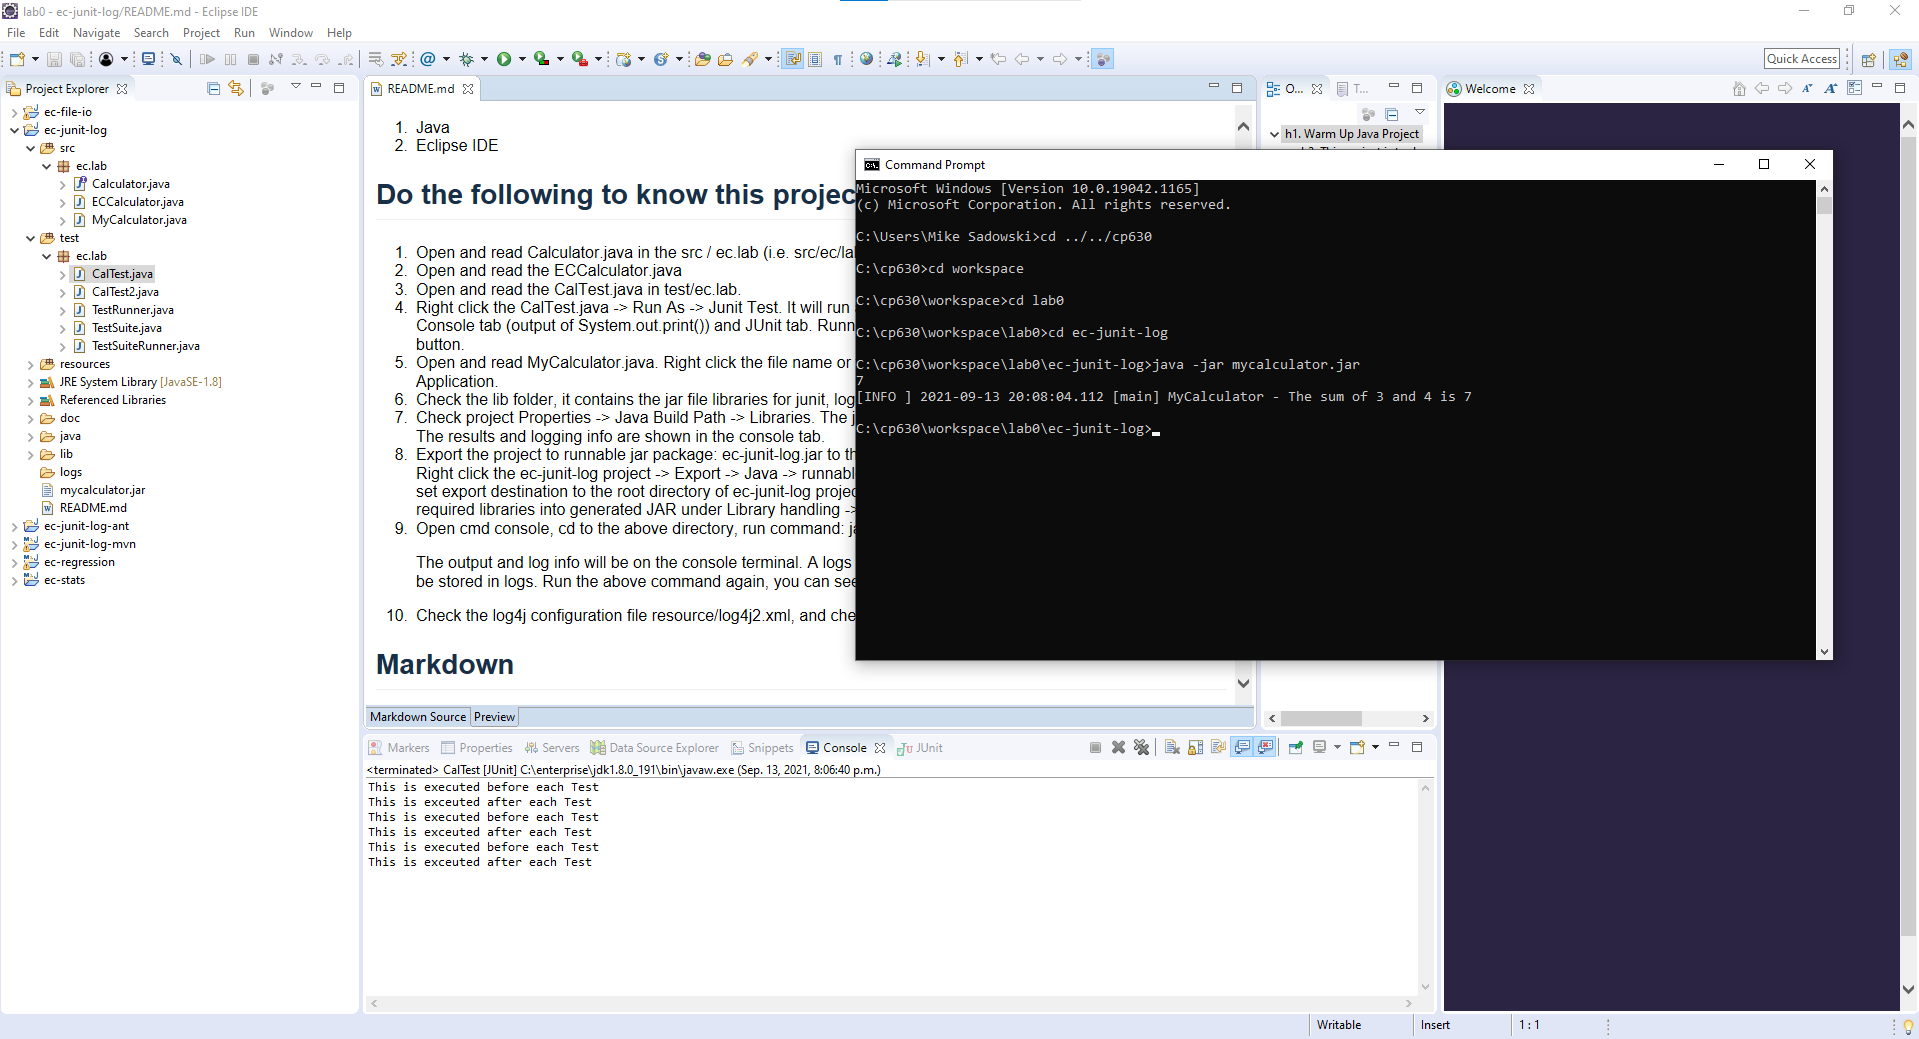 lab0 - ec-junit-log/README.md - Eclipse IDE
File Edit Navigate Search Project Run Window Help
Quick Access
Project Explorer
ec-file-io
ec-junit-log
src
ec.lab
Calculator.java
ECCalculator.java
MyCalculator.java
test
ec.lab
CalTest.java
CalTest2.java
TestRunner.java
TestSuite.java
TestSuiteRunner.java
resources
JRE System Library [JavaSE-1.8]
Referenced Libraries
doc
java
lib
logs
mycalculator.jar
README.md
ec-junit-log-ant
ec-junit-log-mvn
ec-regression
ec-stats
README.md
1. Java
2. Eclipse IDE
Do the following to know this projec
1. Open and read Calculator.java in the src / ec.lab (i.e. src/ec/la
2. Open and read the ECCalculator.java
3. Open and read the CalTest.java in test/ec.lab.
4. Right click the CalTest.java -> Run As -> Junit Test. It will run
Console tab (output of System.out.print()) and JUnit tab. Runn
button.
5. Open and read MyCalculator.java. Right click the file name or
Application.
6. Check the lib folder, it contains the jar file libraries for junit, log
7. Check project Properties -> Java Build Path -> Libraries. The j
The results and logging info are shown in the console tab.
8. Export the project to runnable jar package: ec-junit-log.jar to th
Right click the ec-junit-log project -> Export -> Java -> runnabl
set export destination to the root directory of ec-junit-log projec
required libraries into generated JAR under Library handling ->
9. Open cmd console, cd to the above directory, run command: ja
The output and log info will be on the console terminal. A logs
be stored in logs. Run the above command again, you can see
10. Check the log4j configuration file resource/log4j2.xml, and che
Markdown
Markdown Source Preview
O... T...
h1. Warm Up Java Project
Welcome
Command Prompt
Microsoft Windows [Version 10.0.19042.1165]
(c) Microsoft Corporation. All rights reserved.
C:\Users\Mike Sadowski>cd ../../cp630
C:\cp630>cd workspace
C:\cp630\workspace>cd lab0
C:\cp630\workspace\lab0>cd ec-junit-log
C:\cp630\workspace\lab0\ec-junit-log>java -jar mycalculator.jar
7
[INFO ] 2021-09-13 20:08:04.112 [main] MyCalculator - The sum of 3 and 4 is 7
C:\cp630\workspace\lab0\ec-junit-log>
Markers Properties Servers Data Source Explorer Snippets Console JUnit
<terminated> CalTest [JUnit] C:\enterprise\jdk1.8.0_191\bin\javaw.exe (Sep. 13, 2021, 8:06:40 p.m.)
This is executed before each Test
This is exceuted after each Test
This is executed before each Test
This is exceuted after each Test
This is executed before each Test
This is exceuted after each Test
Writable Insert 1 : 1